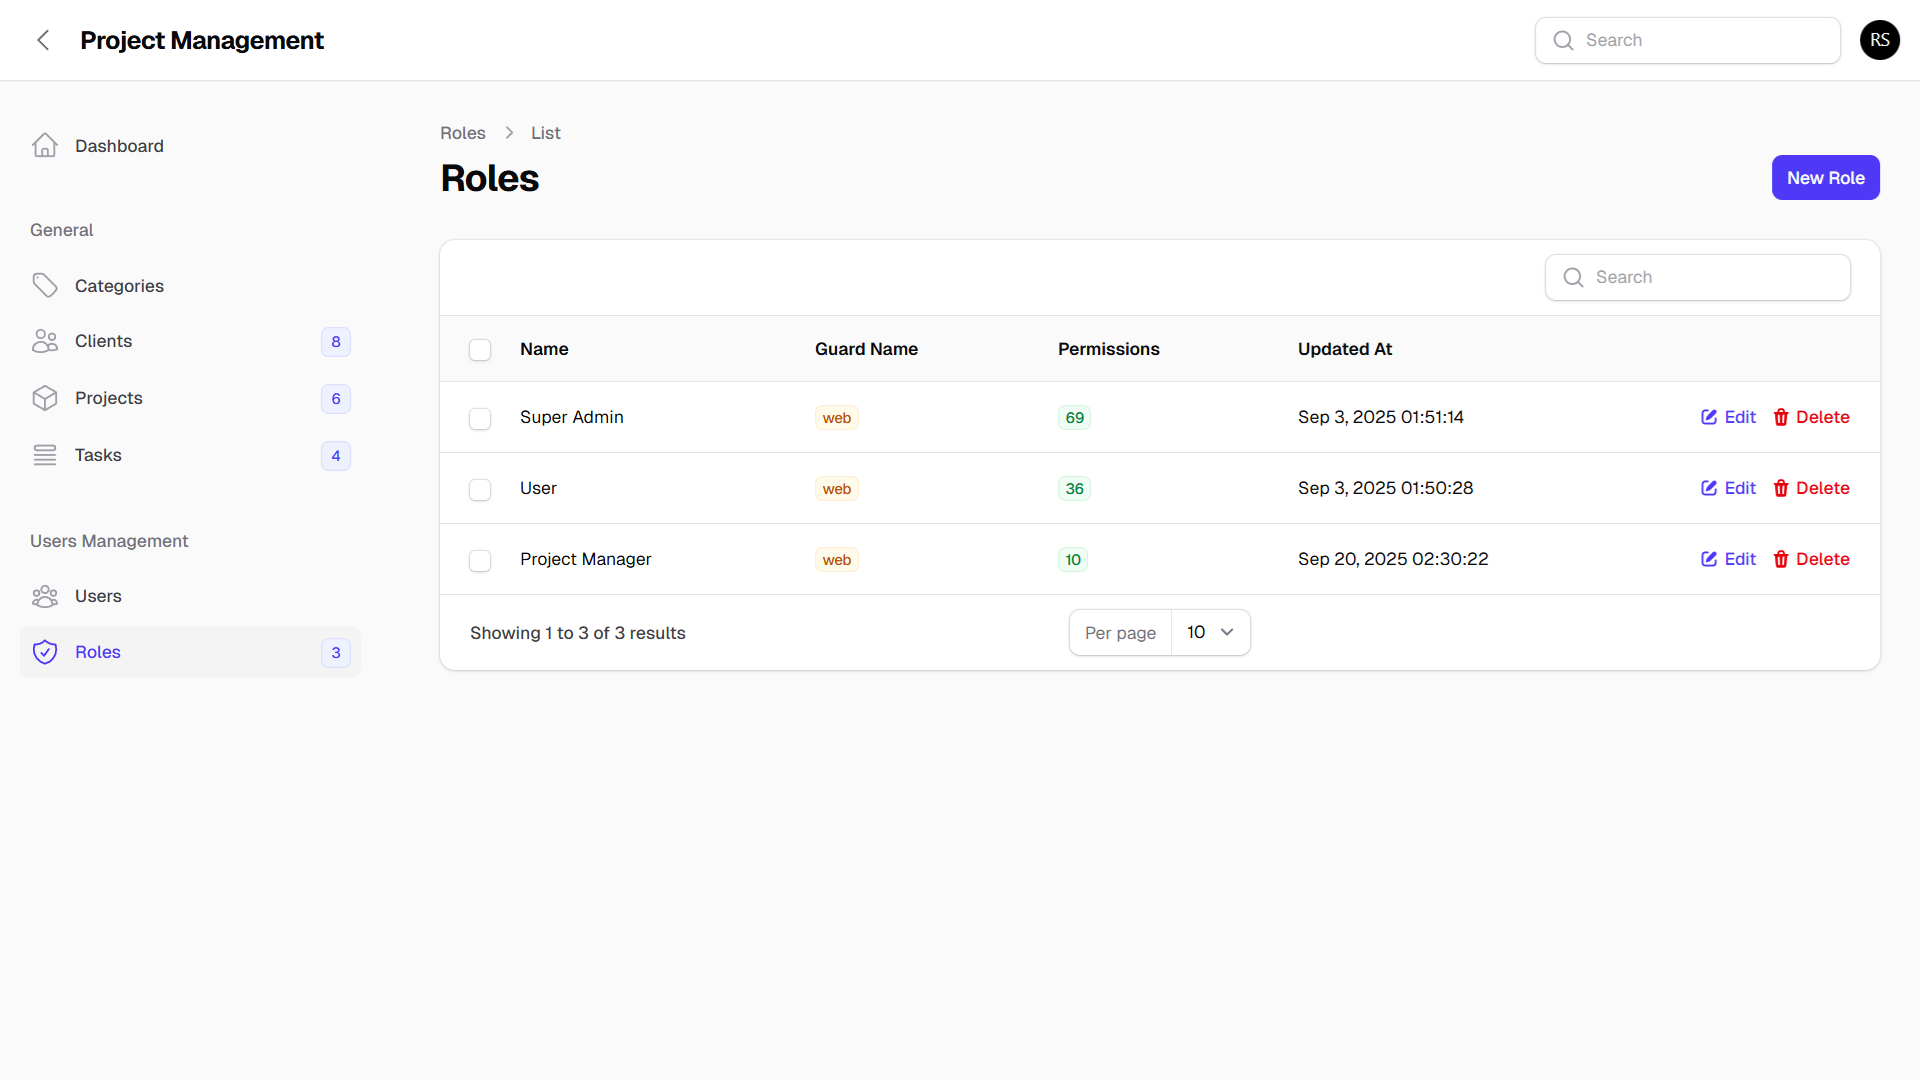 Project Management
Search
RS
Dashboard
General
Categories
Clients 8
Projects 6
Tasks 4
Users Management
Users
Roles 3
Roles > List
Roles
New Role
Search
Name Guard Name Permissions Updated At
Super Admin web 69 Sep 3, 2025 01:51:14 Edit Delete
User web 36 Sep 3, 2025 01:50:28 Edit Delete
Project Manager web 10 Sep 20, 2025 02:30:22 Edit Delete
Showing 1 to 3 of 3 results Per page 10